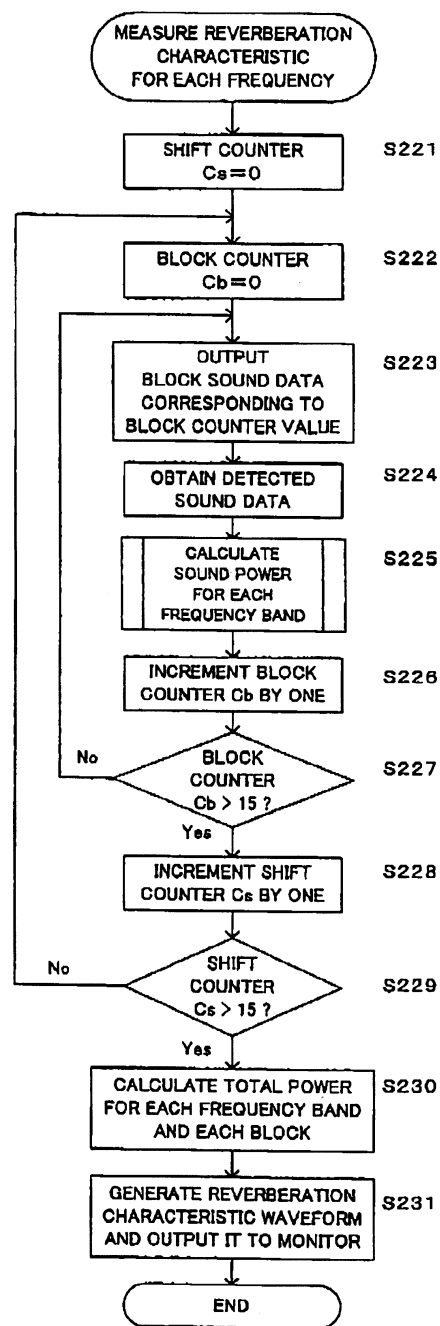 MEASURE REVERBERATION
CHARACTERISTIC
FOR EACH FREQUENCY
SHIFT COUNTER
Cs=0
S221
BLOCK COUNTER
Cb=0
S222
OUTPUT
BLOCK SOUND DATA
CORRESPONDING TO
BLOCK COUNTER VALUE
S223
OBTAIN DETECTED
SOUND DATA
S224
CALCULATE
SOUND POWER
FOR EACH
FREQUENCY BAND
S225
INCREMENT BLOCK
COUNTER Cb BY ONE
S226
No
BLOCK
COUNTER
Cb > 15 ?
S227
Yes
INCREMENT SHIFT
COUNTER Cs BY ONE
S228
No
SHIFT
COUNTER
Cs > 15 ?
S229
Yes
CALCULATE TOTAL POWER
FOR EACH FREQUENCY BAND
AND EACH BLOCK
S230
GENERATE REVERBERATION
CHARACTERISTIC WAVEFORM
AND OUTPUT IT TO MONITOR
S231
END